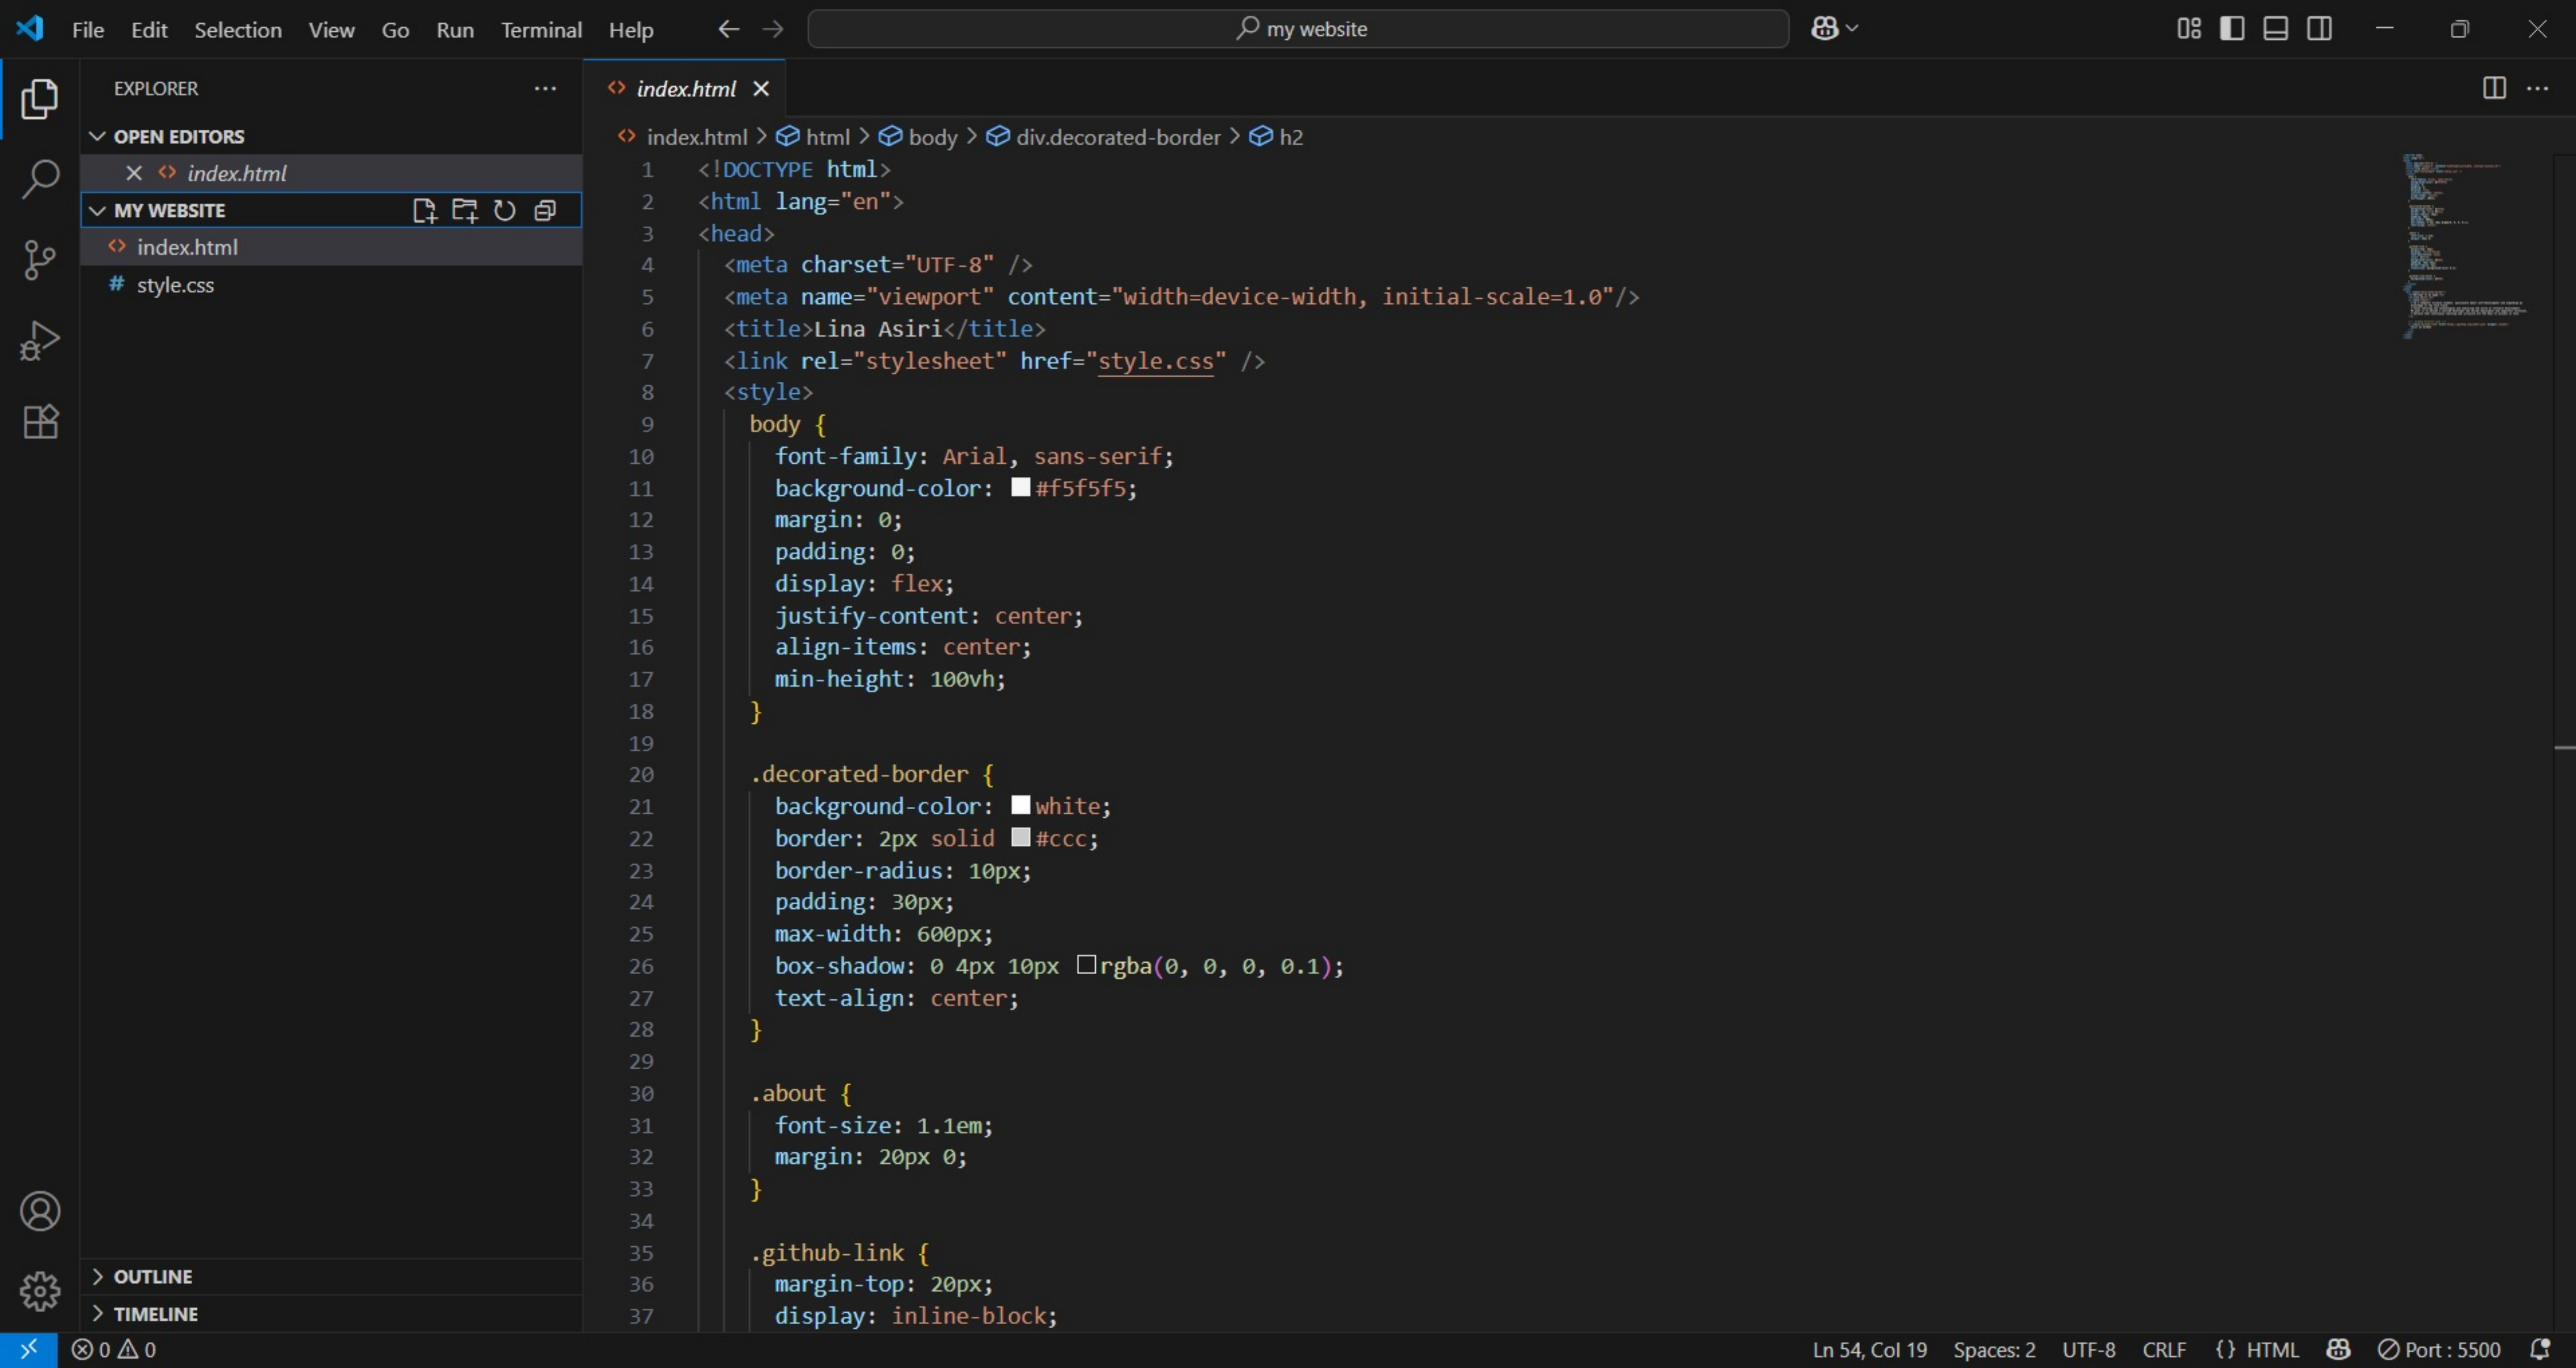 File Edit Selection View Go Run Terminal Help my website
EXPLORER
OPEN EDITORS
index.html
MY WEBSITE
index.html
style.css
OUTLINE
TIMELINE
index.html
index.html > html > body > div.decorated-border > h2
1 <!DOCTYPE html>
2 <html lang="en">
3 <head>
4 <meta charset="UTF-8" />
5 <meta name="viewport" content="width=device-width, initial-scale=1.0"/>
6 <title>Lina Asiri</title>
7 <link rel="stylesheet" href="style.css" />
8 <style>
9 body {
10 font-family: Arial, sans-serif;
11 background-color: #f5f5f5;
12 margin: 0;
13 padding: 0;
14 display: flex;
15 justify-content: center;
16 align-items: center;
17 min-height: 100vh;
18 }
19
20 .decorated-border {
21 background-color: white;
22 border: 2px solid #ccc;
23 border-radius: 10px;
24 padding: 30px;
25 max-width: 600px;
26 box-shadow: 0 4px 10px rgba(0, 0, 0, 0.1);
27 text-align: center;
28 }
29
30 .about {
31 font-size: 1.1em;
32 margin: 20px 0;
33 }
34
35 .github-link {
36 margin-top: 20px;
37 display: inline-block;
0 0 Ln 54, Col 19 Spaces: 2 UTF-8 CRLF {} HTML Port : 5500